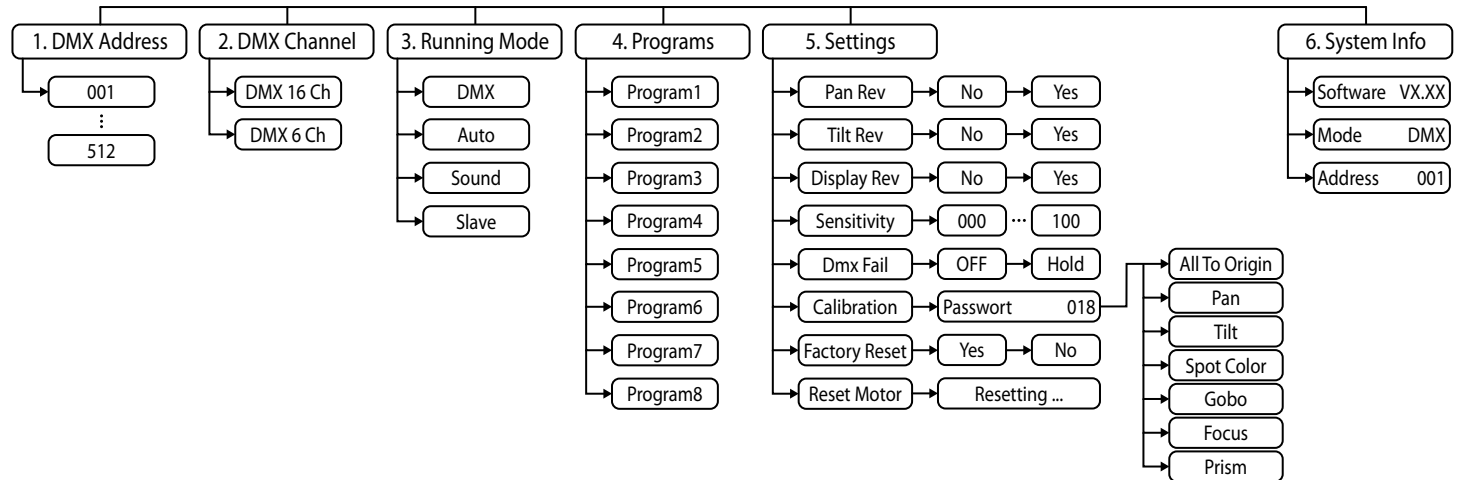 1. DMX Address
001
⋮
512
2. DMX Channel
DMX 16 Ch
DMX 6 Ch
3. Running Mode
DMX
Auto
Sound
Slave
4. Programs
Program1
Program2
Program3
Program4
Program5
Program6
Program7
Program8
5. Settings
Pan Rev No Yes
Tilt Rev No Yes
Display Rev No Yes
Sensitivity 000 ... 100
Dmx Fail OFF Hold
Calibration Passwort 018
Factory Reset Yes No
Reset Motor Resetting ...
All To Origin
Pan
Tilt
Spot Color
Gobo
Focus
Prism
6. System Info
Software VX.XX
Mode DMX
Address 001